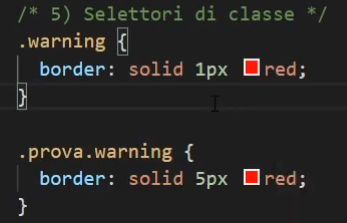 /* 5) Selettori di classe */
.warning {
border: solid 1px red;
}
.prova.warning {
border: solid 5px red;
}